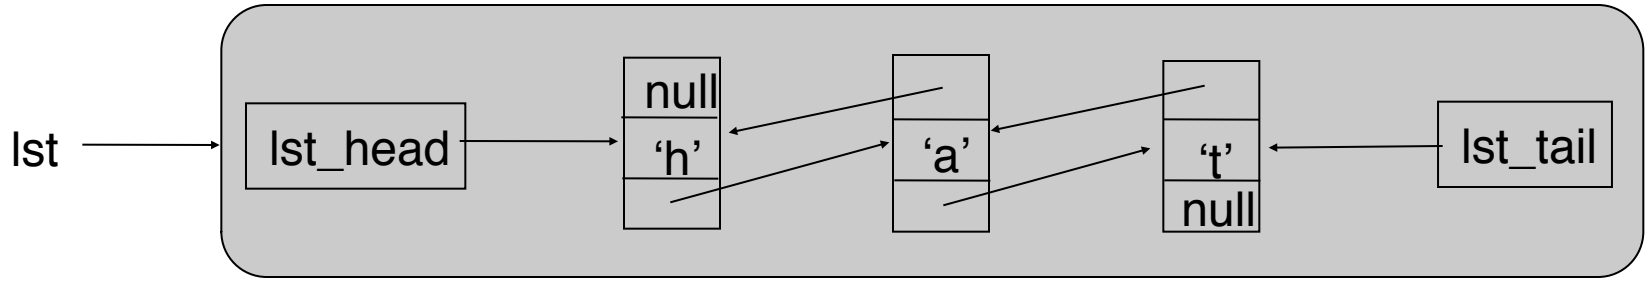 lst
lst_head
null
‘h’
‘a’
‘t’
null
lst_tail